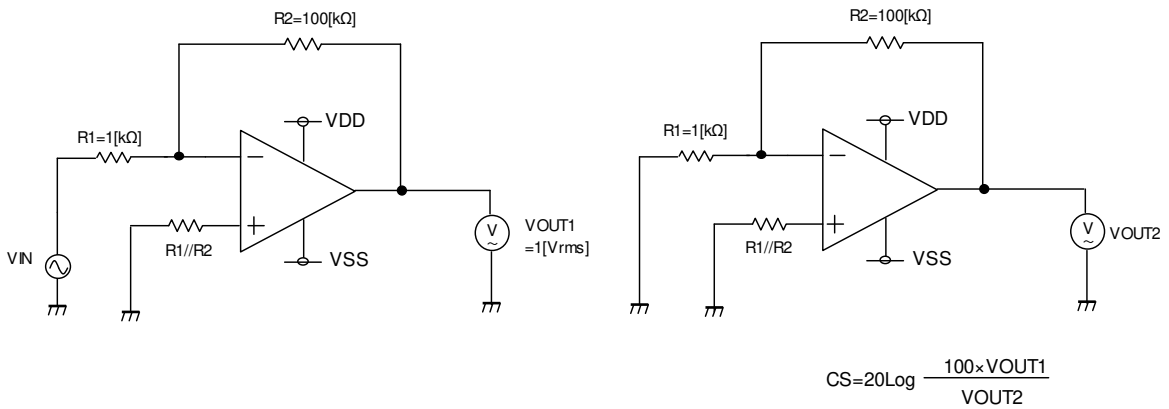 R2=100[kΩ]
VDD
R1=1[kΩ]
R1//R2
VIN
VSS
V
VOUT1
=1[Vrms]
R2=100[kΩ]
VDD
R1=1[kΩ]
R1//R2
VSS
V
VOUT2
CS=20Log 100×VOUT1
VOUT2